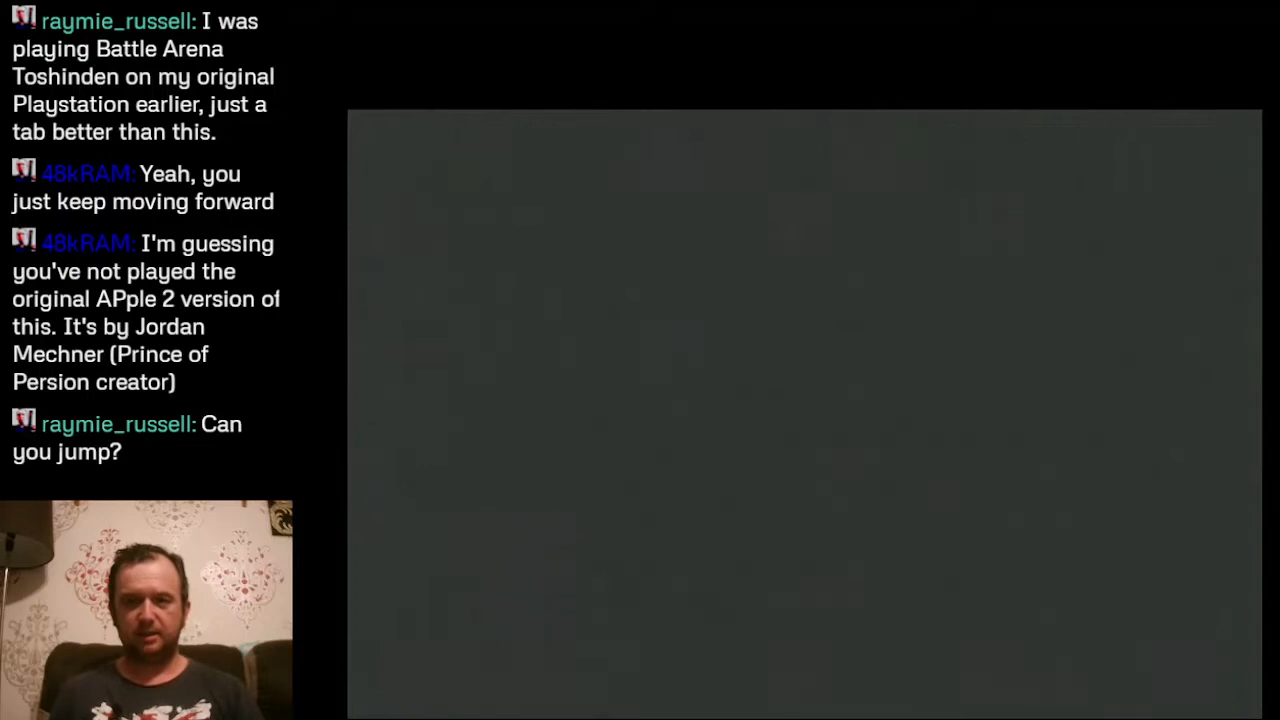 raymie_russell: I was
playing Battle Arena
Toshinden on my original
Playstation earlier, just a
tab better than this.
48kRAM: Yeah, you
just keep moving forward
48kRAM: I'm guessing
you've not played the
original APple 2 version of
this. It's by Jordan
Mechner (Prince of
Persion creator)
raymie_russell: Can
you jump?